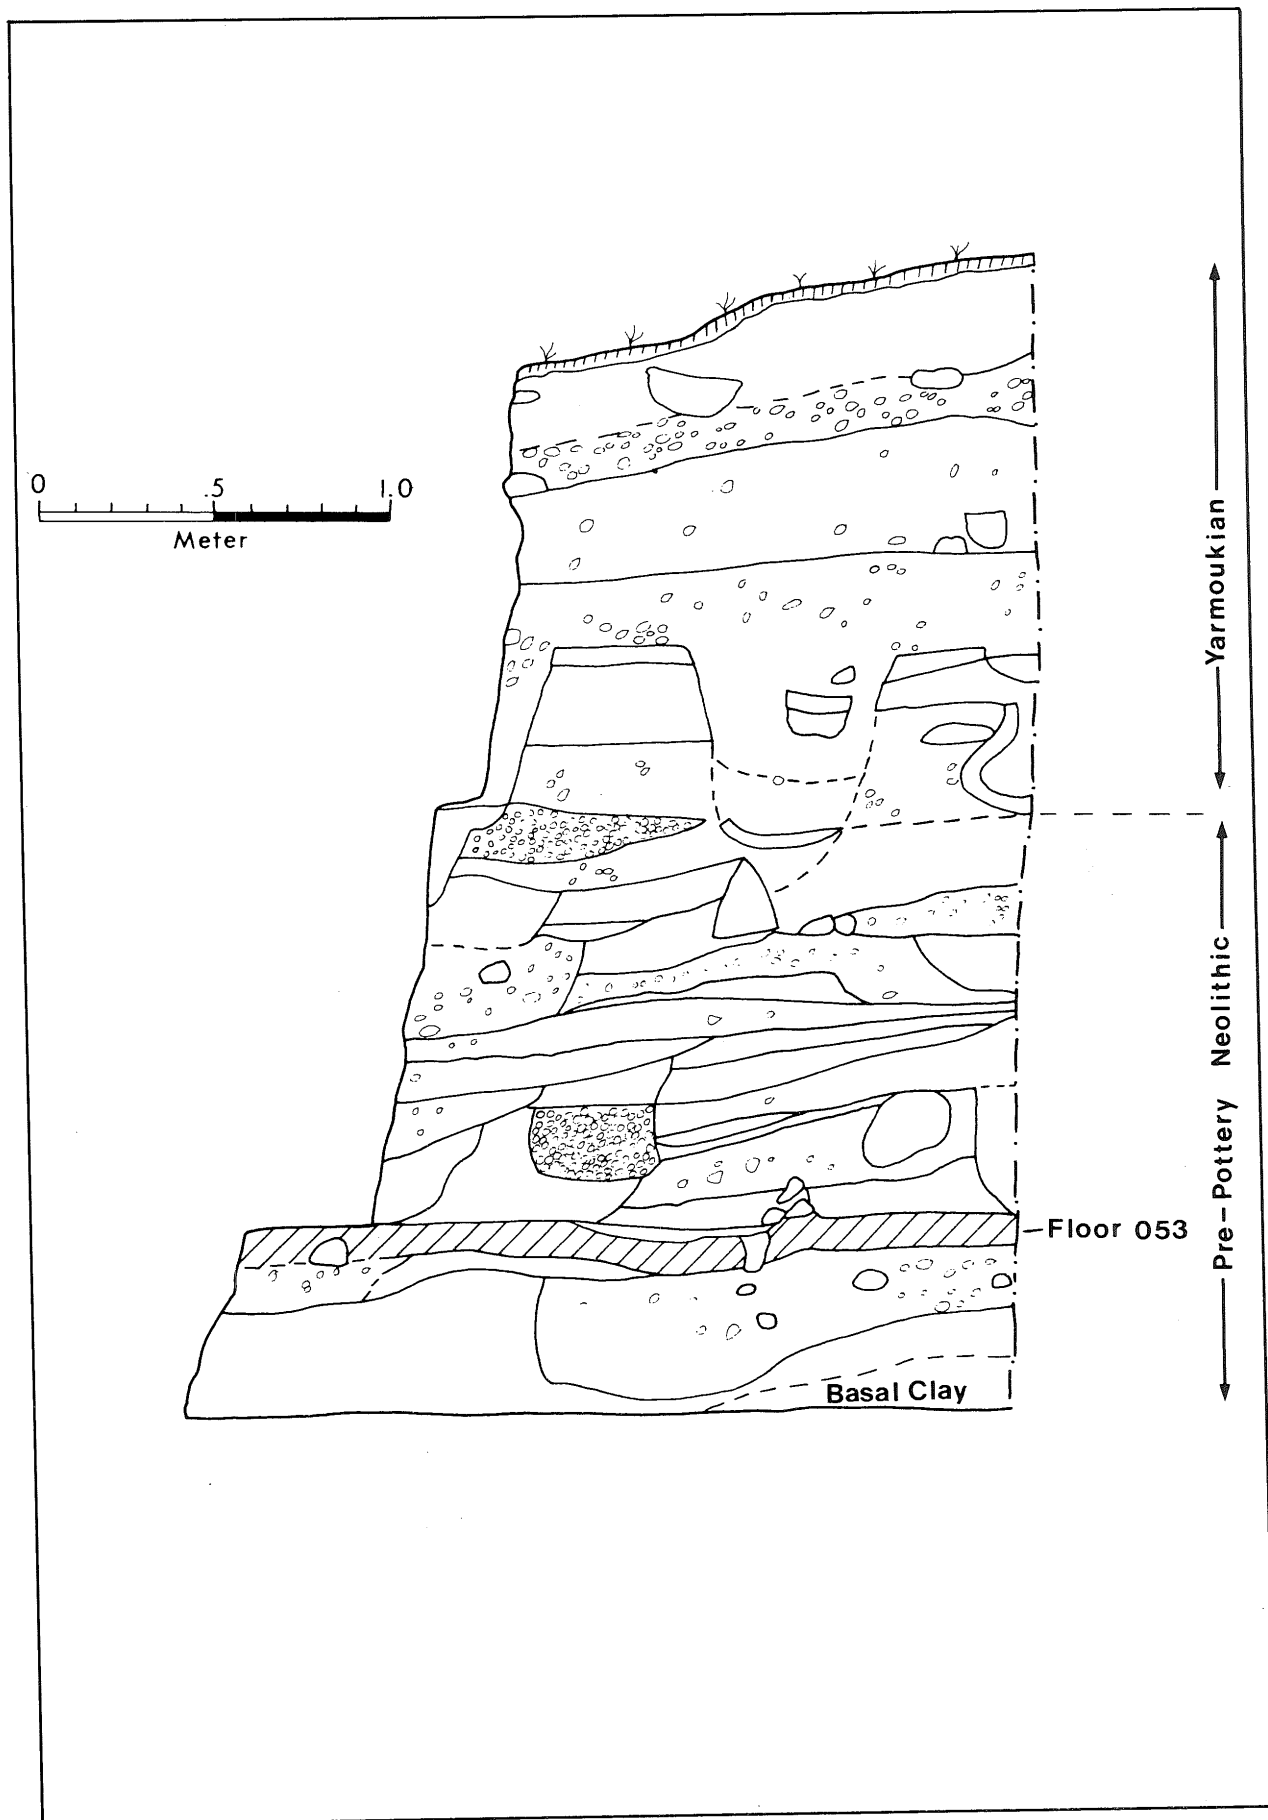 0 .5 1.0
Meter
Yarmoukian
Pre-Pottery Neolithic
Floor 053
Basal Clay